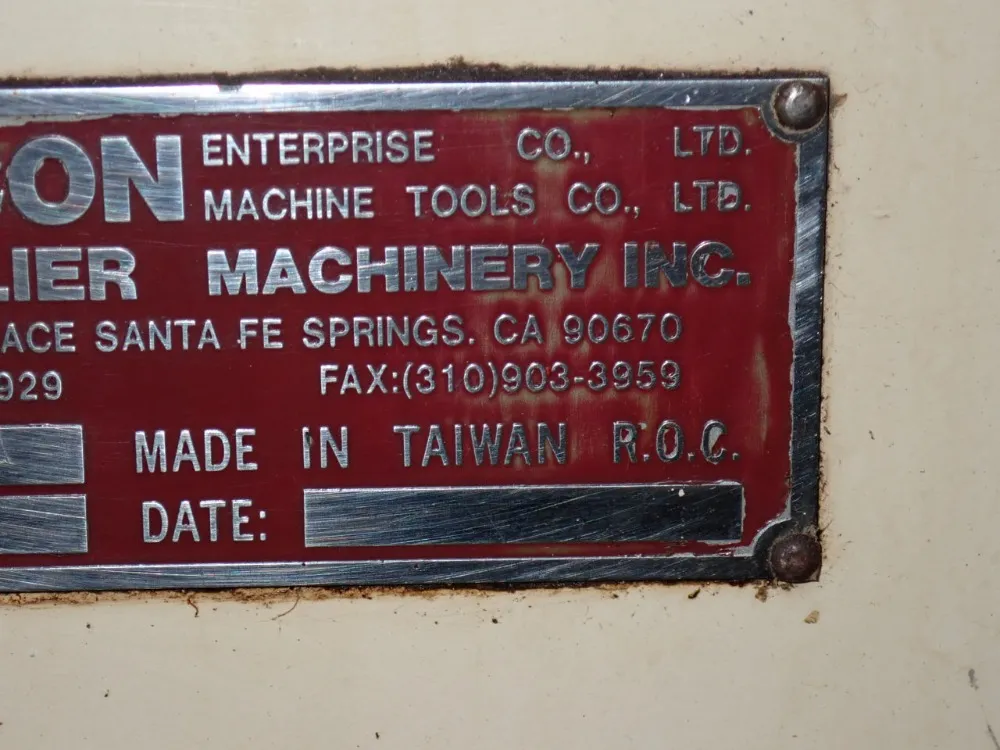 CON ENTERPRISE CO., LTD.
MACHINE TOOLS CO., LTD.
LIER MACHINERY INC.
ACE SANTA FE SPRINGS. CA 90670
929 FAX:(310)903-3959
MADE IN TAIWAN R.O.C.
DATE: